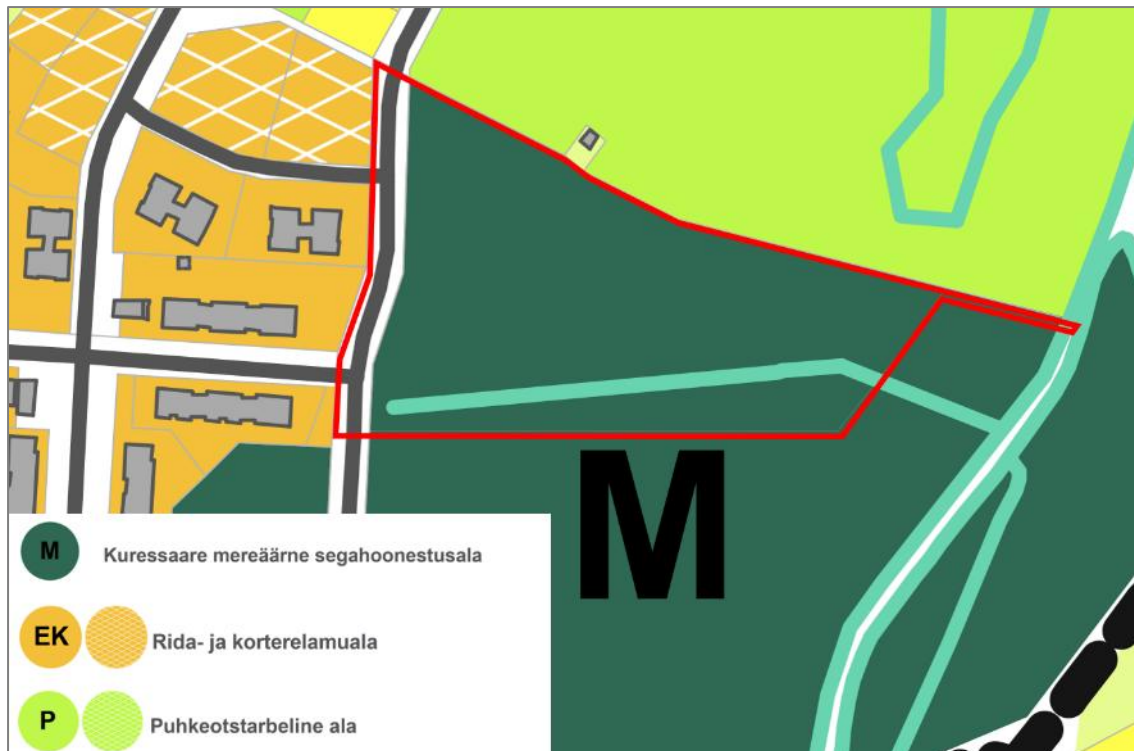 M
M Kuressaare mereäärne segahoonestusala
EK Rida- ja korterelamuala
P Puhkeotstarbeline ala